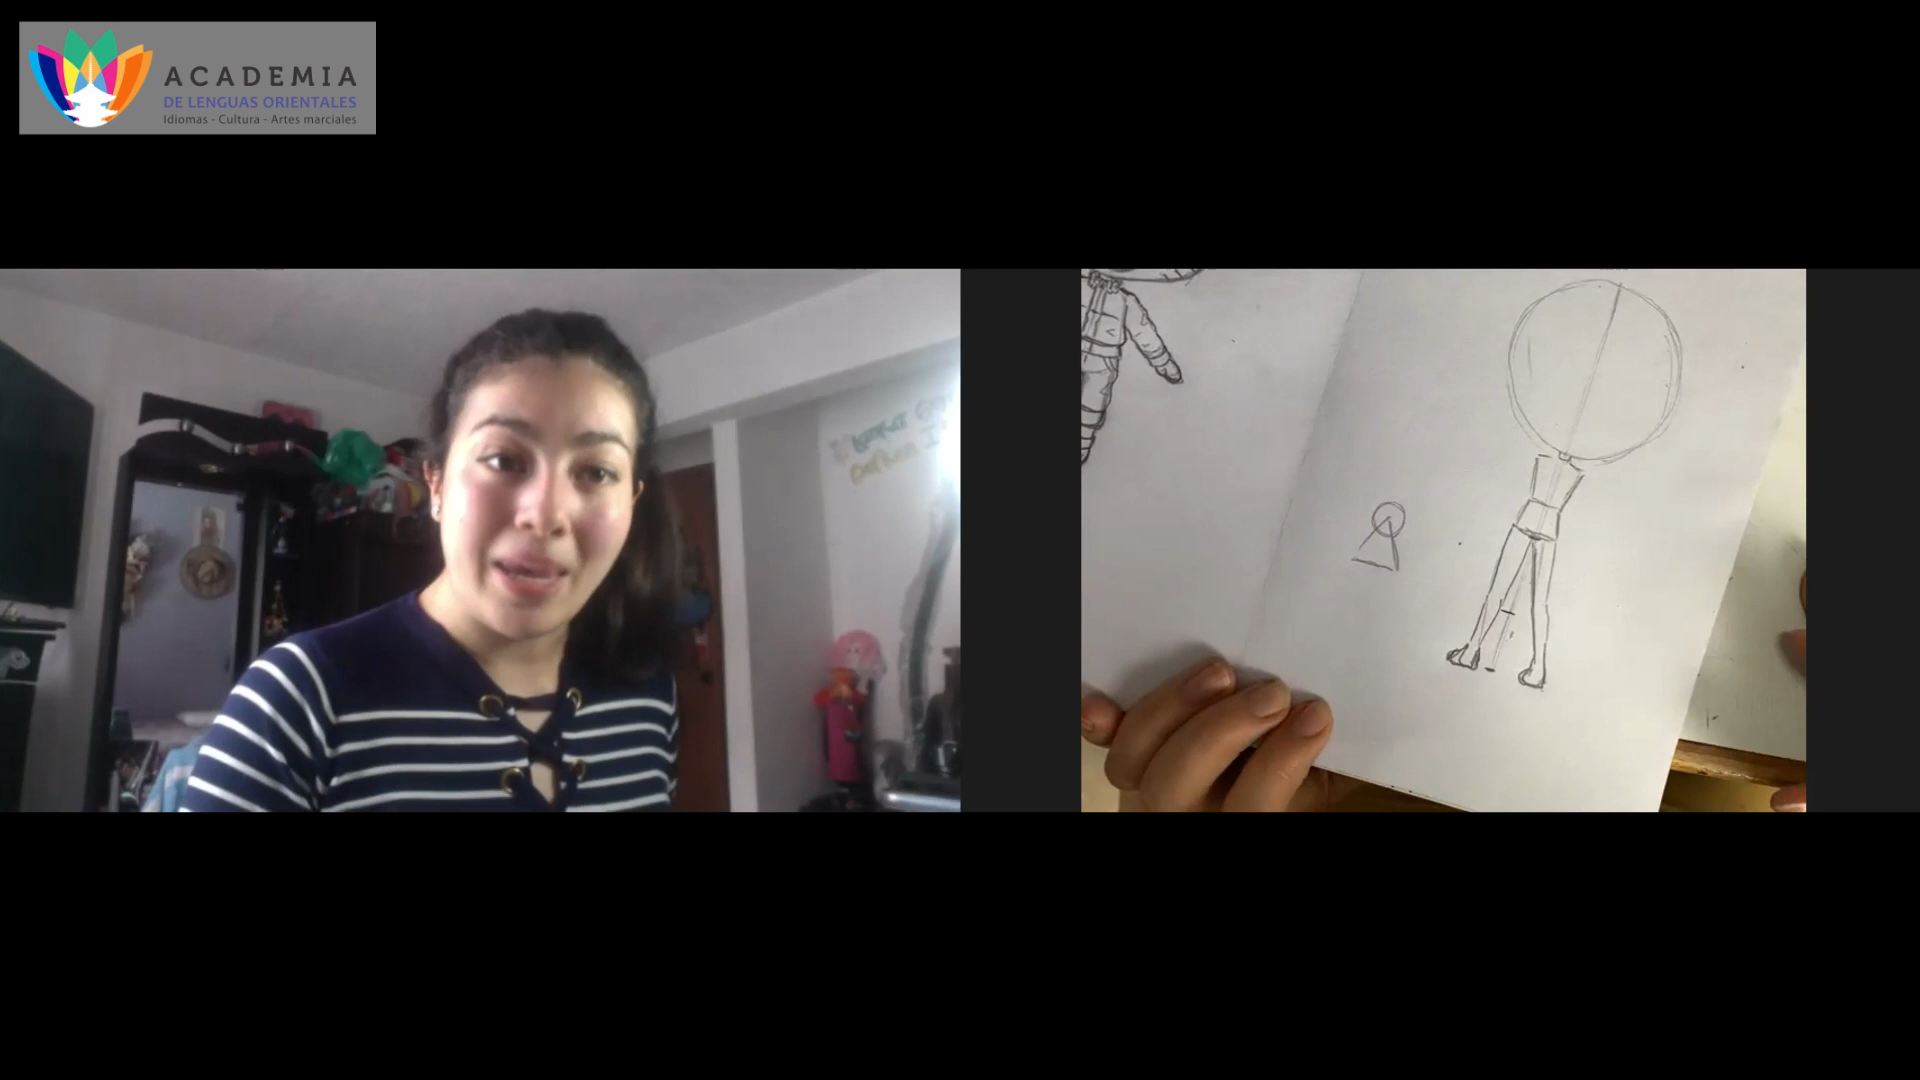 ACADEMIA
DE LENGUAS ORIENTALES
Idiomas - Cultura - Artes marciales